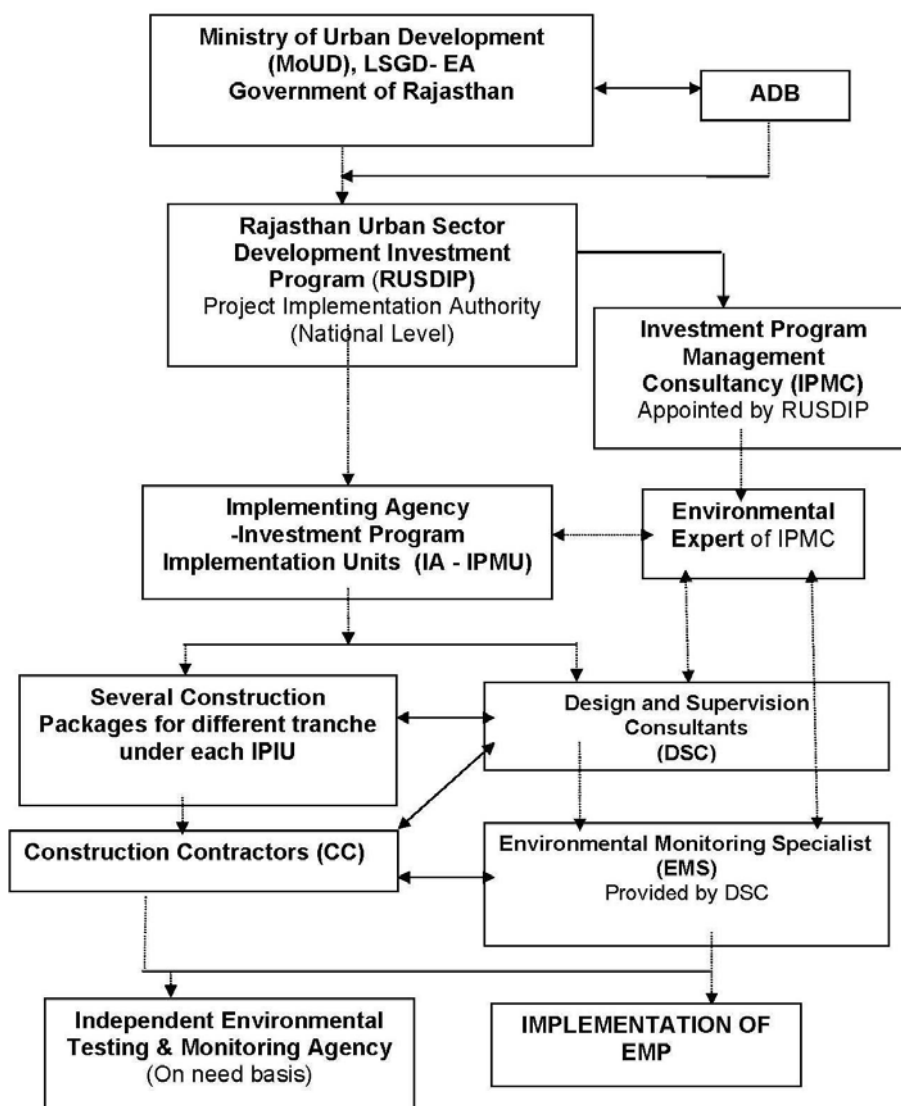 Ministry of Urban Development
(MoUD), LSGD- EA
Government of Rajasthan
ADB
Rajasthan Urban Sector
Development Investment
Program (RUSDIP)
Project Implementation Authority
(National Level)
Investment Program
Management
Consultancy (IPMC)
Appointed by RUSDIP
Implementing Agency
-Investment Program
Implementation Units (IA - IPMU)
Environmental
Expert of IPMC
Several Construction
Packages for different tranche
under each IPIU
Design and Supervision
Consultants
(DSC)
Construction Contractors (CC)
Environmental Monitoring Specialist
(EMS)
Provided by DSC
Independent Environmental
Testing & Monitoring Agency
(On need basis)
IMPLEMENTATION OF
EMP